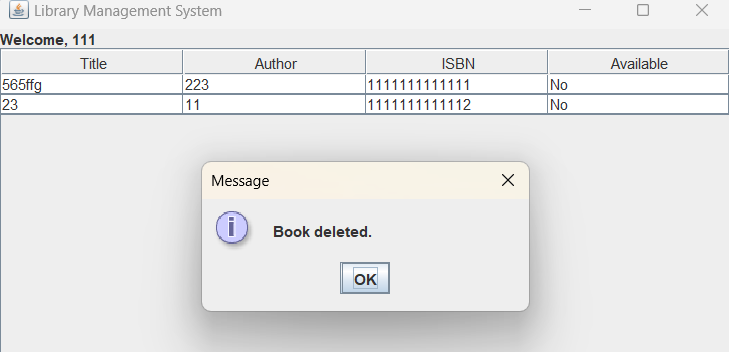 Library Management System
Welcome, 111
Title Author ISBN Available
565ffg 223 1111111111111 No
23 11 1111111111112 No
Message
i
Book deleted.
OK